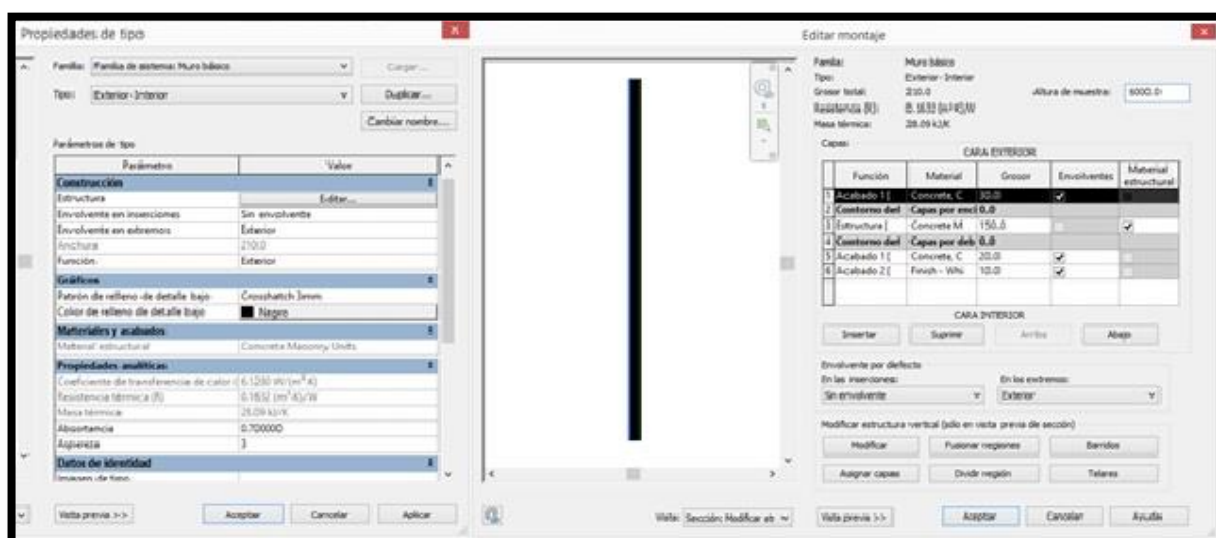 Propiedades de tipo
Familia: Familia de sistema: Muro básico
Cargar...
Tipo: Exterior- Interior
Duplicar...
Cambiar nombre...
Parámetros de tipo
Parámetro Valor
Construcción
Estructura Editar...
Envolvente en inserciones Sin envolvente
Envolvente en extremos Exterior
Anchura 210.0
Función Exterior
Gráficos
Patrón de relleno de detalle bajo Crosshatch 3mm
Color de relleno de detalle bajo Negro
Materiales y acabados
Material estructural Concrete Masonry Units
Propiedades analíticas
Coeficiente de transferencia de calor 6.1280 W/(m²·K)
Resistencia térmica (R) 0.1632 (m²·K)/W
Masa térmica 28.09 kJ/K
Absortancia 0.700000
Aspereza 3
Datos de identidad
Imagen de tipo
Vista previa >> Aceptar Cancelar Aplicar
Vista: Sección: Modificar atr
Editar montaje
Familia: Muro básico
Tipo: Exterior- Interior
Grosor total: 210.0 Altura de muestra: 6000.0
Resistencia (R): 0.1632 (m²·K)/W
Masa térmica: 28.09 kJ/K
Capas
CARA EXTERIOR
Función Material Grosor Envolventes Material estructural
1 Acabado 1 [ Concrete, C 30.0
2 Contorno del Capas por enci 0.0
3 Estructura [ Concrete M 150.0
4 Contorno del Capas por deb 0.0
5 Acabado 1 [ Concrete, C 20.0
6 Acabado 2 [ Finish - Whi 10.0
CARA INTERIOR
Insertar Suprimir Arriba Abajo
Envolvente por defecto
En las inserciones: En los extremos:
Sin envolvente Exterior
Modificar estructura vertical (sólo en vista previa de sección)
Modificar Fusionar regiones Barridos
Asignar capas Dividir región Telares
Vista previa >> Aceptar Cancelar Ayuda